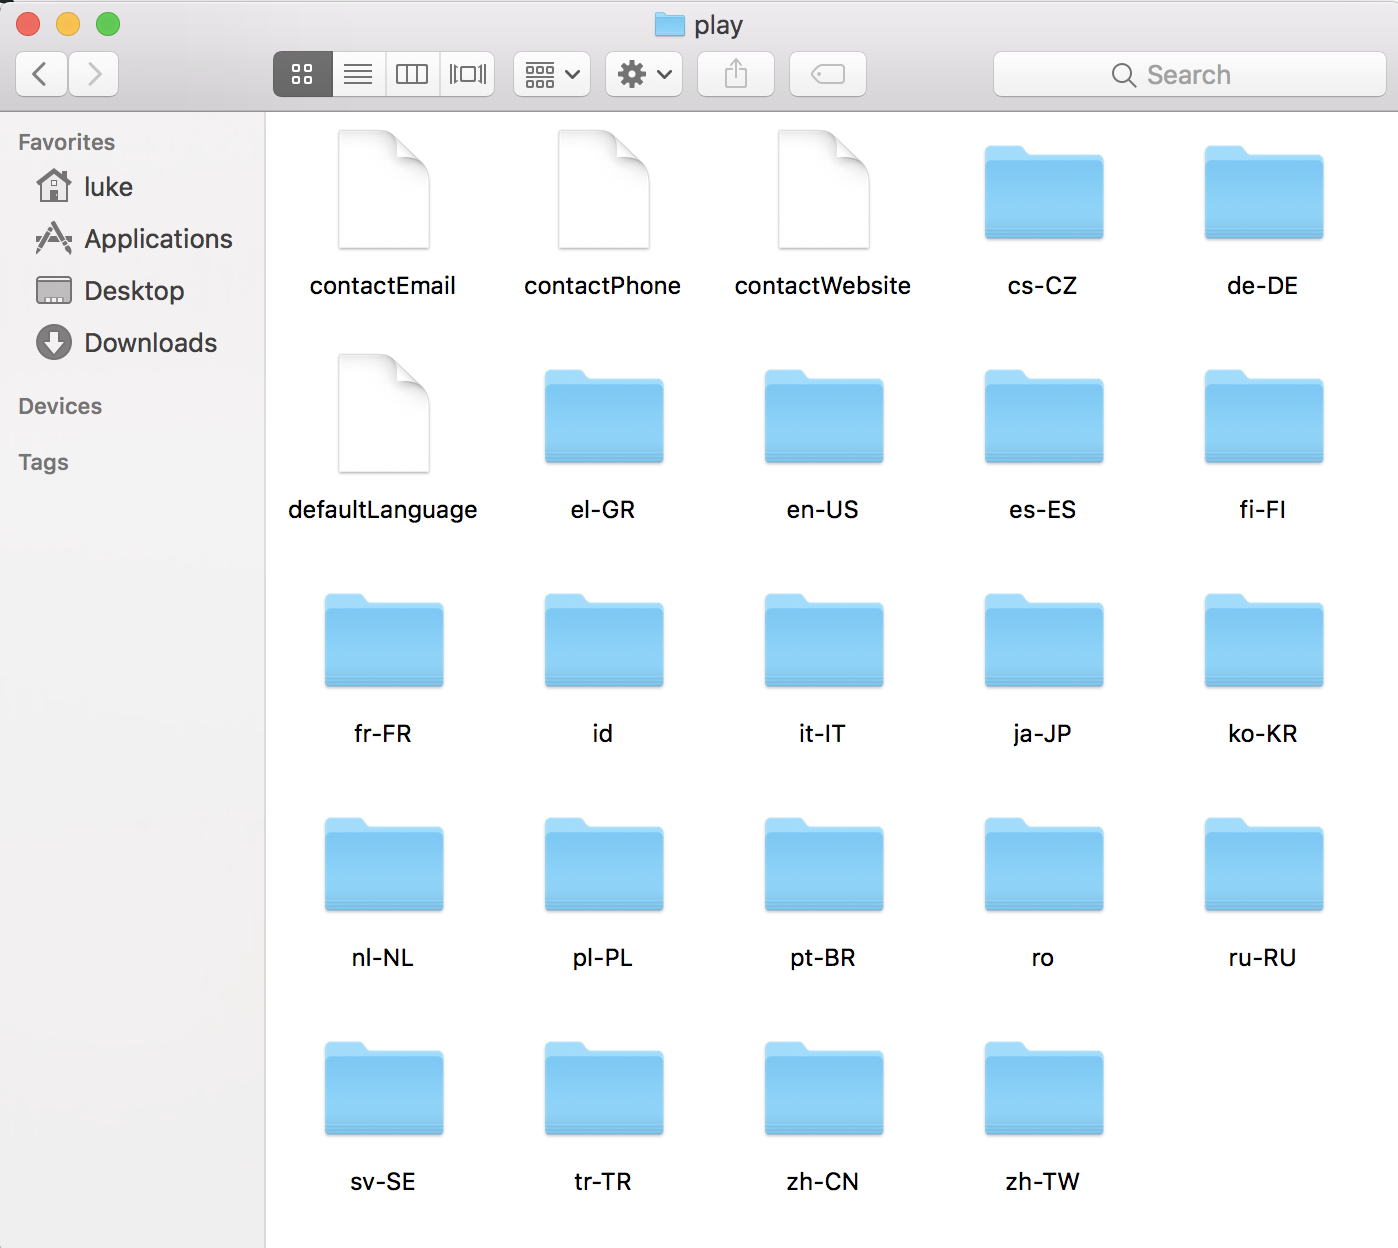 play
Search
Favorites
luke
Applications
Desktop
Downloads
Devices
Tags
contactEmail contactPhone contactWebsite cs-CZ de-DE
defaultLanguage el-GR en-US es-ES fi-FI
fr-FR id it-IT ja-JP ko-KR
nl-NL pl-PL pt-BR ro ru-RU
sv-SE tr-TR zh-CN zh-TW